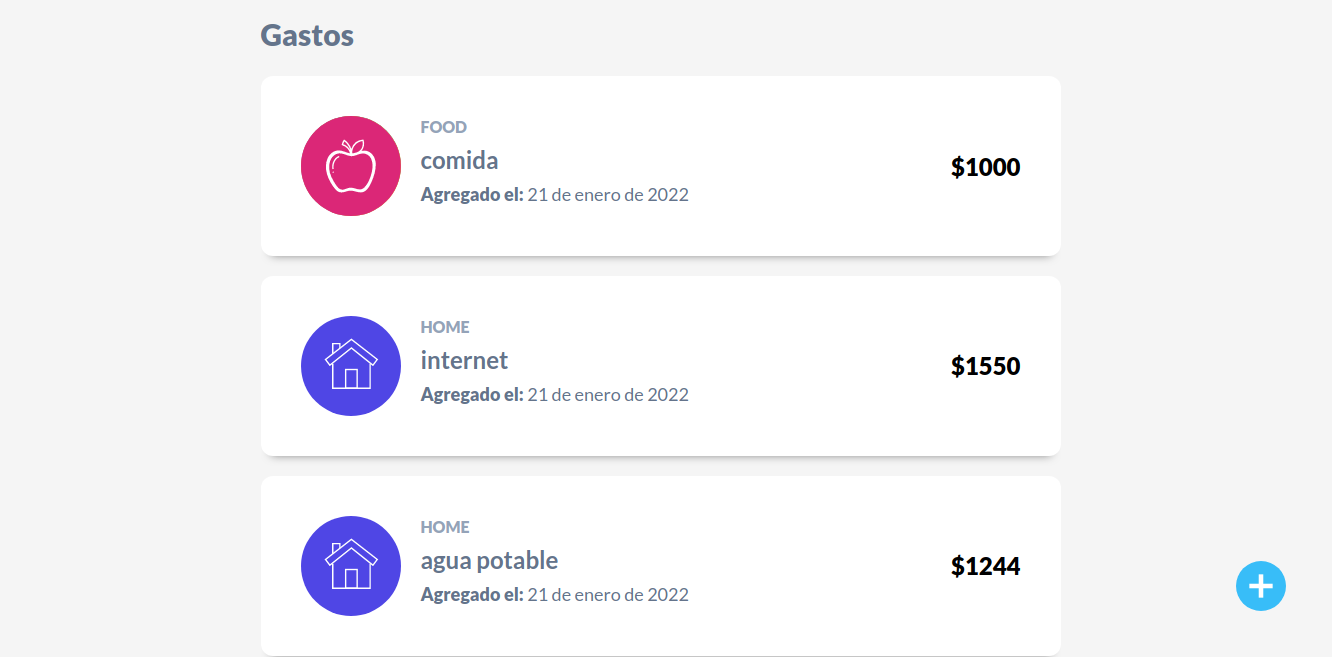 Gastos
FOOD
comida
Agregado el: 21 de enero de 2022
$1000
HOME
internet
Agregado el: 21 de enero de 2022
$1550
HOME
agua potable
Agregado el: 21 de enero de 2022
$1244